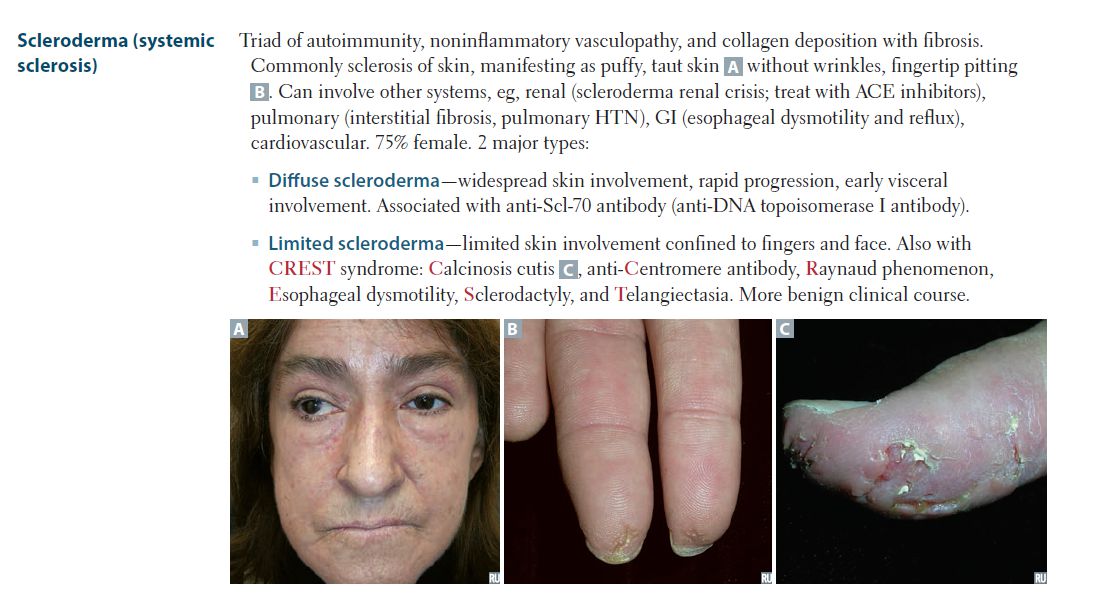 Scleroderma (systemic
sclerosis)
Triad of autoimmunity, noninflammatory vasculopathy, and collagen deposition with fibrosis.
Commonly sclerosis of skin, manifesting as puffy, taut skin A without wrinkles, fingertip pitting
B. Can involve other systems, eg, renal (scleroderma renal crisis; treat with ACE inhibitors),
pulmonary (interstitial fibrosis, pulmonary HTN), GI (esophageal dysmotility and reflux),
cardiovascular. 75% female. 2 major types:
▪ Diffuse scleroderma—widespread skin involvement, rapid progression, early visceral
involvement. Associated with anti-Scl-70 antibody (anti-DNA topoisomerase I antibody).
▪ Limited scleroderma—limited skin involvement confined to fingers and face. Also with
CREST syndrome: Calcinosis cutis C, anti-Centromere antibody, Raynaud phenomenon,
Esophageal dysmotility, Sclerodactyly, and Telangiectasia. More benign clinical course.
A
B
C
RU
RU
RU